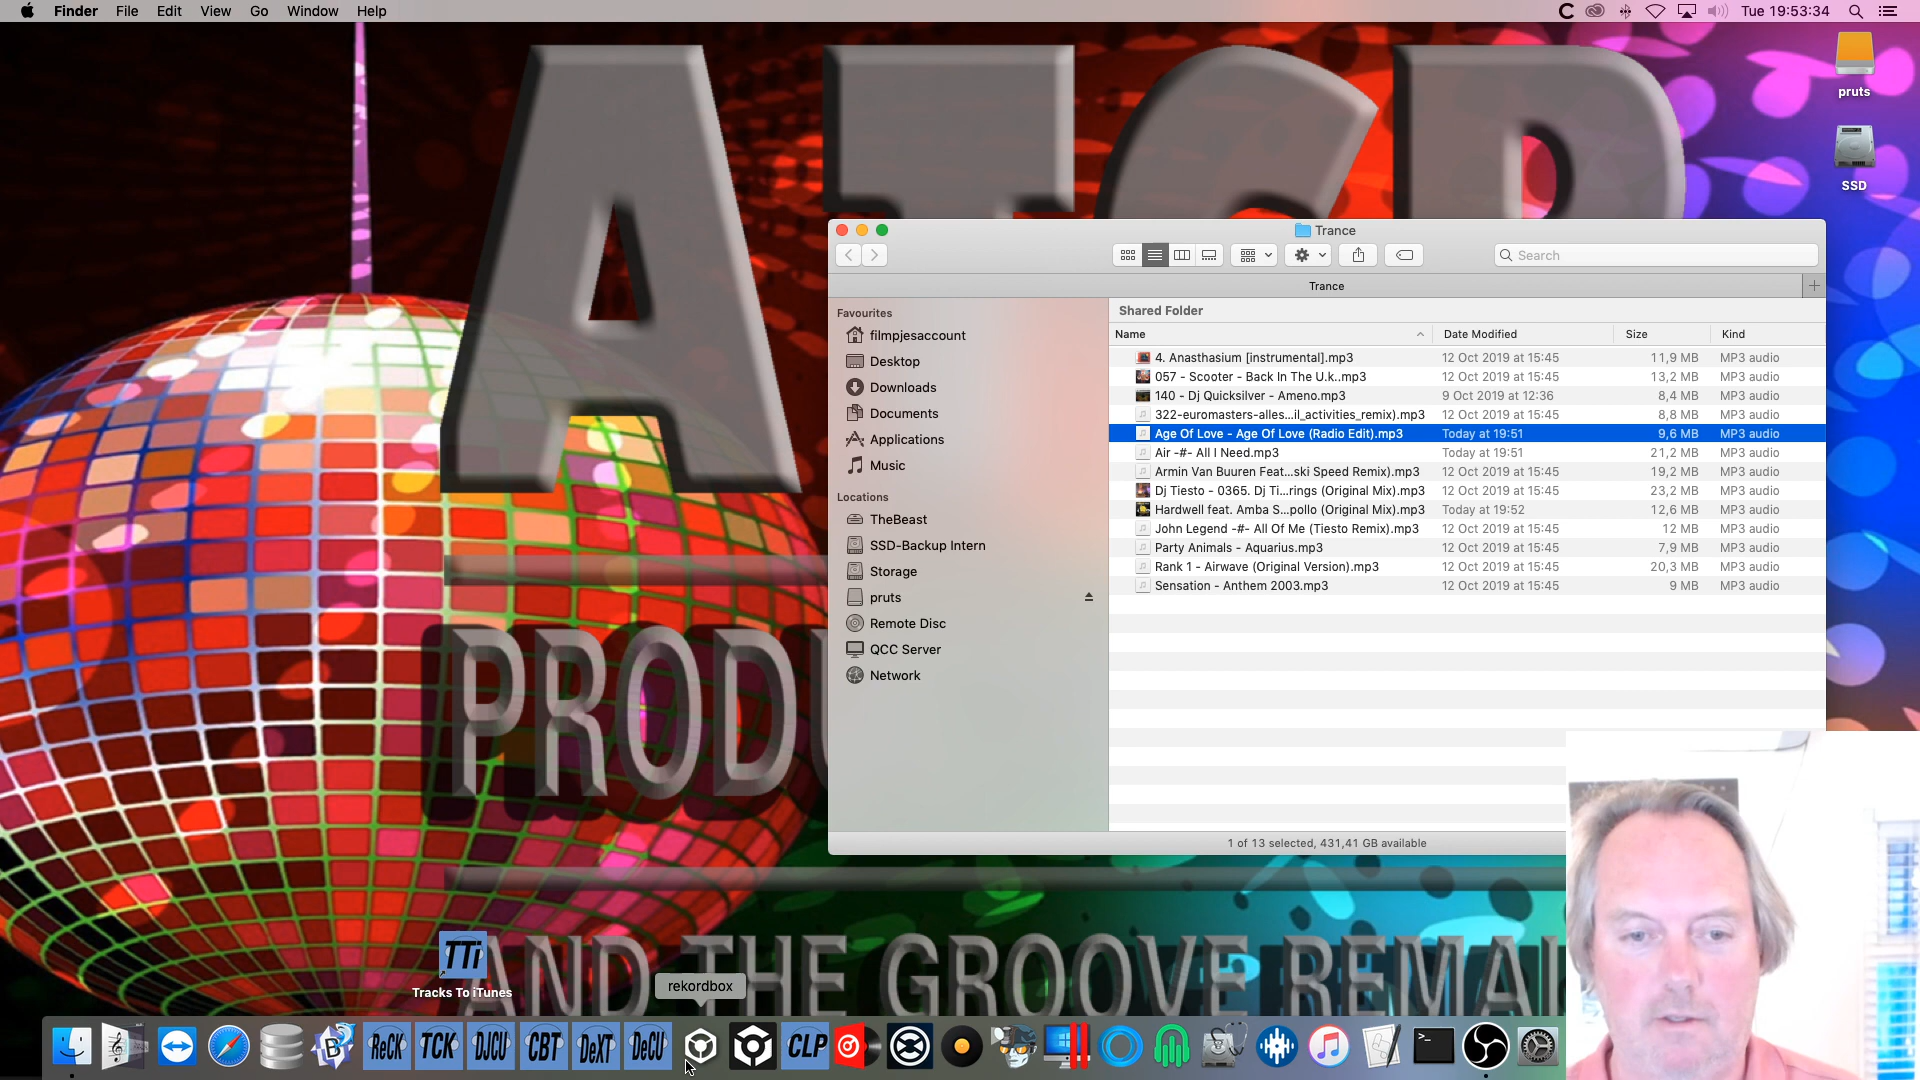 Finder File Edit View Go Window Help
Tue 19:53:34
pruts
SSD
ATGR
Trance
Search
Trance
Favourites
filmpjesaccount
Desktop
Downloads
Documents
Applications
Music
Locations
TheBeast
SSD-Backup Intern
Storage
pruts
Remote Disc
QCC Server
Network
Shared Folder
Name Date Modified Size Kind
4. Anasthasium [instrumental].mp3 12 Oct 2019 at 15:45 11,9 MB MP3 audio
057 - Scooter - Back In The U.k..mp3 12 Oct 2019 at 15:45 13,2 MB MP3 audio
140 - Dj Quicksilver - Ameno.mp3 9 Oct 2019 at 12:36 8,4 MB MP3 audio
322-euromasters-alles...il_activities_remix).mp3 12 Oct 2019 at 15:45 8,8 MB MP3 audio
Age Of Love - Age Of Love (Radio Edit).mp3 Today at 19:51 9,6 MB MP3 audio
Air -#- All I Need.mp3 Today at 19:51 21,2 MB MP3 audio
Armin Van Buuren Feat...ski Speed Remix).mp3 12 Oct 2019 at 15:45 19,2 MB MP3 audio
Dj Tiesto - 0365. Dj Ti...rings (Original Mix).mp3 12 Oct 2019 at 15:45 23,2 MB MP3 audio
Hardwell feat. Amba S...pollo (Original Mix).mp3 Today at 19:52 12,6 MB MP3 audio
John Legend -#- All Of Me (Tiesto Remix).mp3 12 Oct 2019 at 15:45 12 MB MP3 audio
Party Animals - Aquarius.mp3 12 Oct 2019 at 15:45 7,9 MB MP3 audio
Rank 1 - Airwave (Original Version).mp3 12 Oct 2019 at 15:45 20,3 MB MP3 audio
Sensation - Anthem 2003.mp3 12 Oct 2019 at 15:45 9 MB MP3 audio
1 of 13 selected, 431,41 GB available
PRODU
AND THE GROOVE REMAI
TTi
Tracks To iTunes
rekordbox
ReCK TCK DJCU CBT DeXT DeCU CLP